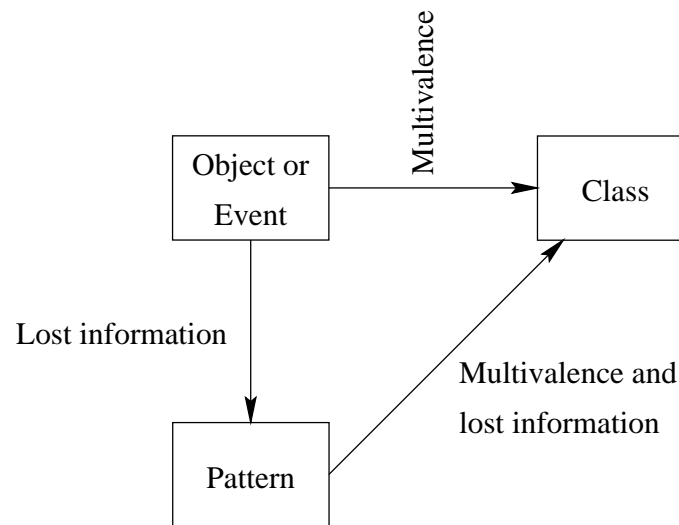 Multivalence
Object or
Event
Class
Lost information
Multivalence and
lost information
Pattern